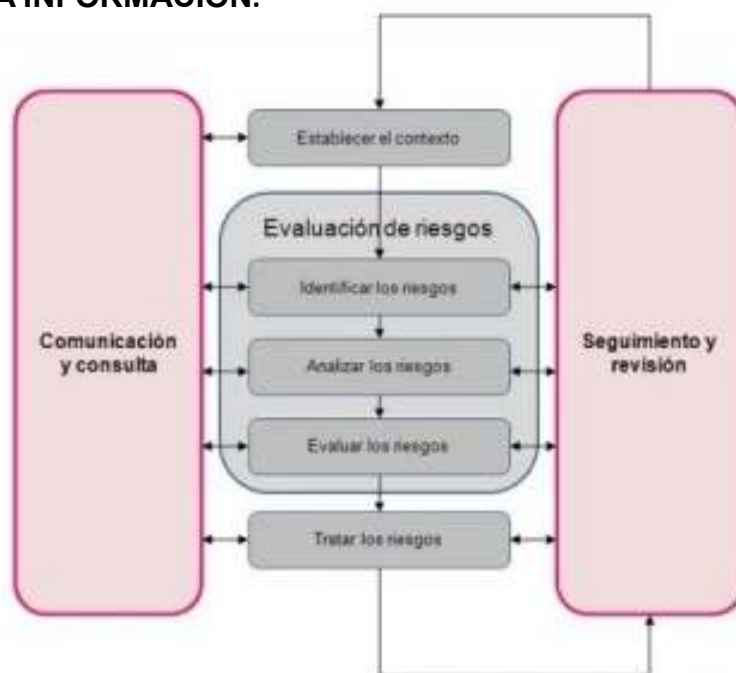 A INFORMACIÓN.
Establecer el contexto
Evaluación de riesgos
Identificar los riesgos
Comunicación
y consulta
Seguimiento y
revisión
Analizar los riesgos
Evaluar los riesgos
Tratar los riesgos